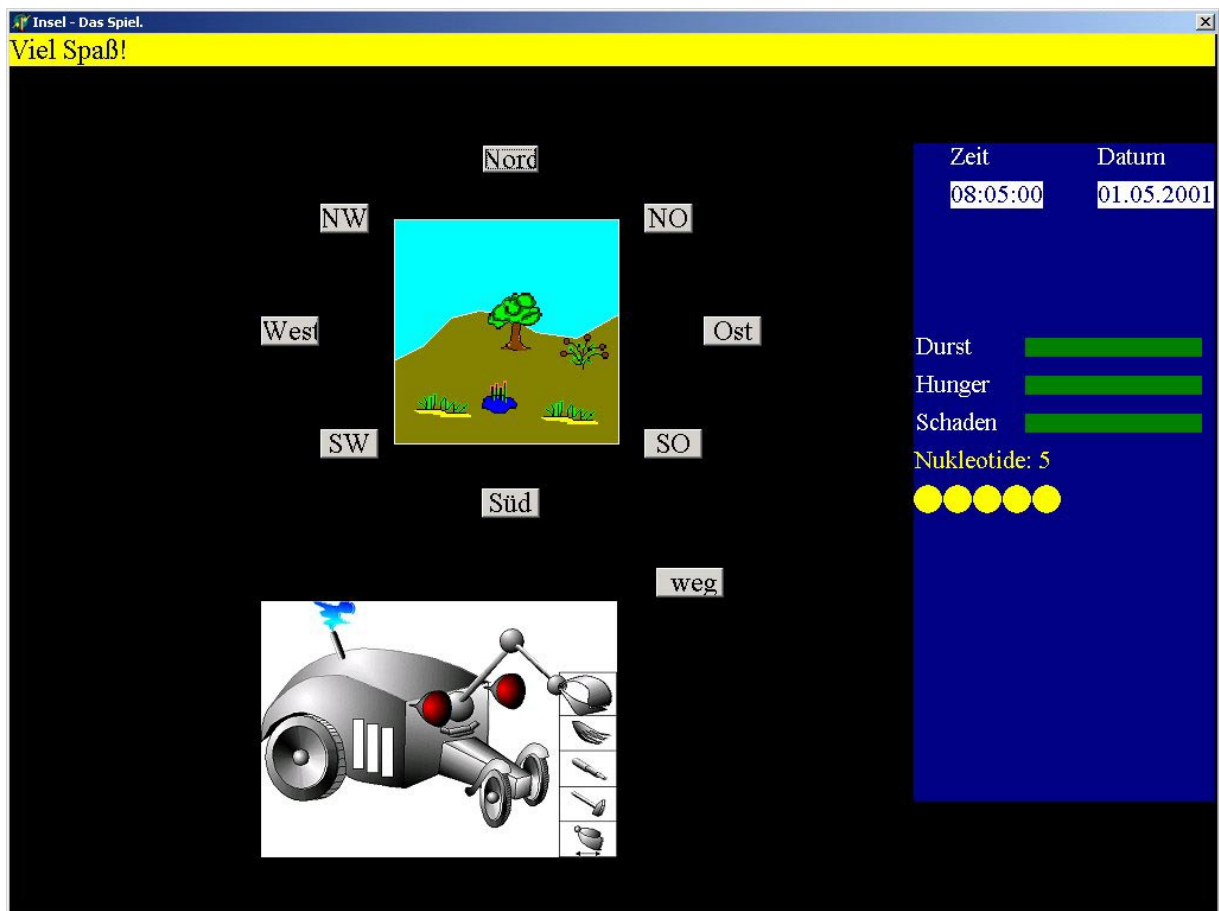 Insel - Das Spiel.
Viel Spaß!
Nord
Zeit Datum
NW NO
08:05:00 01.05.2001
West Ost
Durst
Hunger
Schaden
SW SO
Nukleotide: 5
Süd
weg